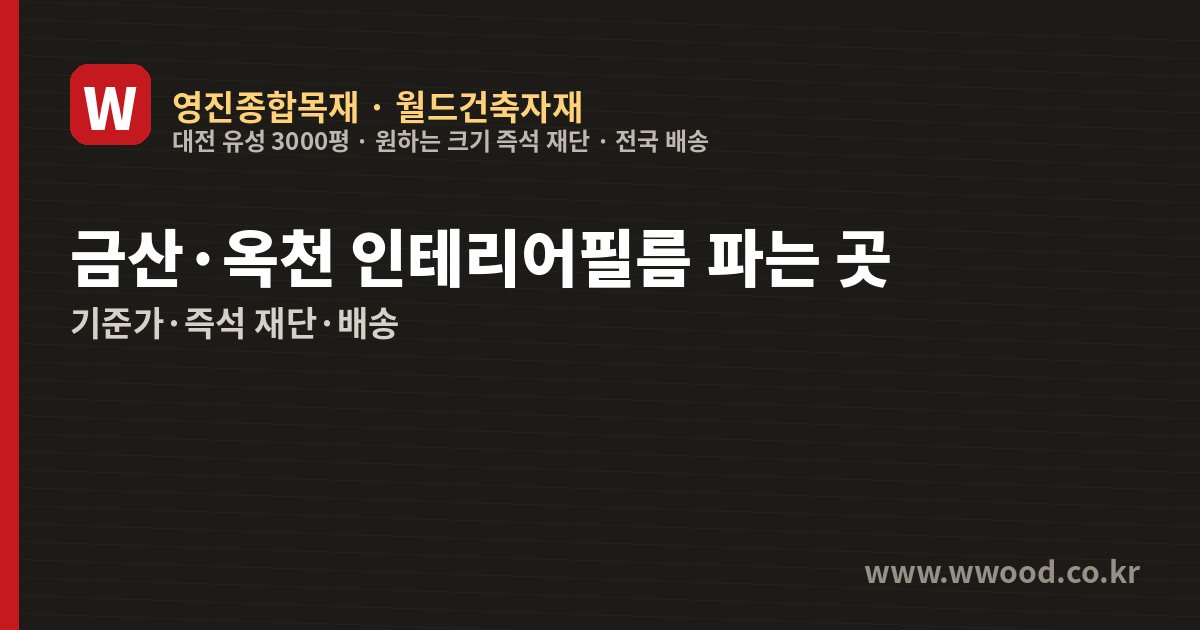 W
영진종합목재 · 월드건축자재
대전 유성 3000평 · 원하는 크기 즉석 재단 · 전국 배송
금산·옥천 인테리어필름 파는 곳
기준가·즉석 재단·배송
www.wwood.co.kr